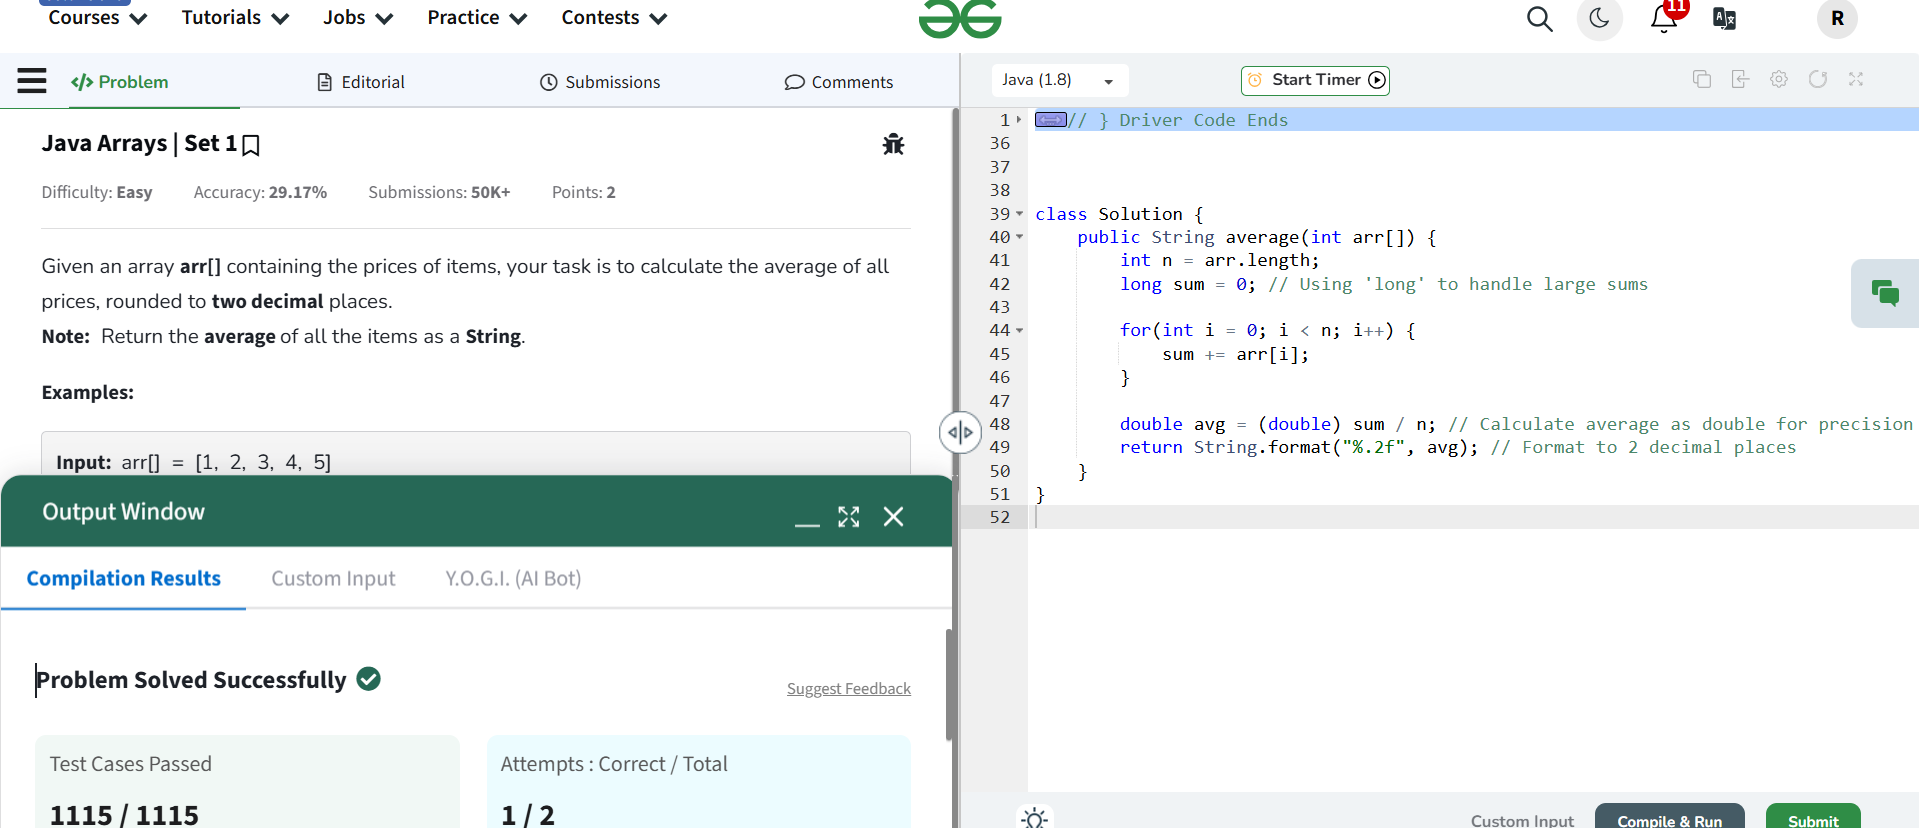 Courses
Tutorials
Jobs
Practice
Contests
11
R
Problem
Editorial
Submissions
Comments
Java Arrays | Set 1
Difficulty: Easy
Accuracy: 29.17%
Submissions: 50K+
Points: 2
Given an array arr[] containing the prices of items, your task is to calculate the average of all
prices, rounded to two decimal places.
Note: Return the average of all the items as a String.
Examples:
Input: arr[] = [1, 2, 3, 4, 5]
Output Window
Compilation Results
Custom Input
Y.O.G.I. (AI Bot)
Problem Solved Successfully
Suggest Feedback
Test Cases Passed
1115 / 1115
Attempts : Correct / Total
1 / 2
Java (1.8)
Start Timer
1 // } Driver Code Ends
36
37
38
39 class Solution {
40 public String average(int arr[]) {
41 int n = arr.length;
42 long sum = 0; // Using 'long' to handle large sums
43
44 for(int i = 0; i < n; i++) {
45 sum += arr[i];
46 }
47
48 double avg = (double) sum / n; // Calculate average as double for precision
49 return String.format("%.2f", avg); // Format to 2 decimal places
50 }
51 }
52
Custom Input
Compile & Run
Submit